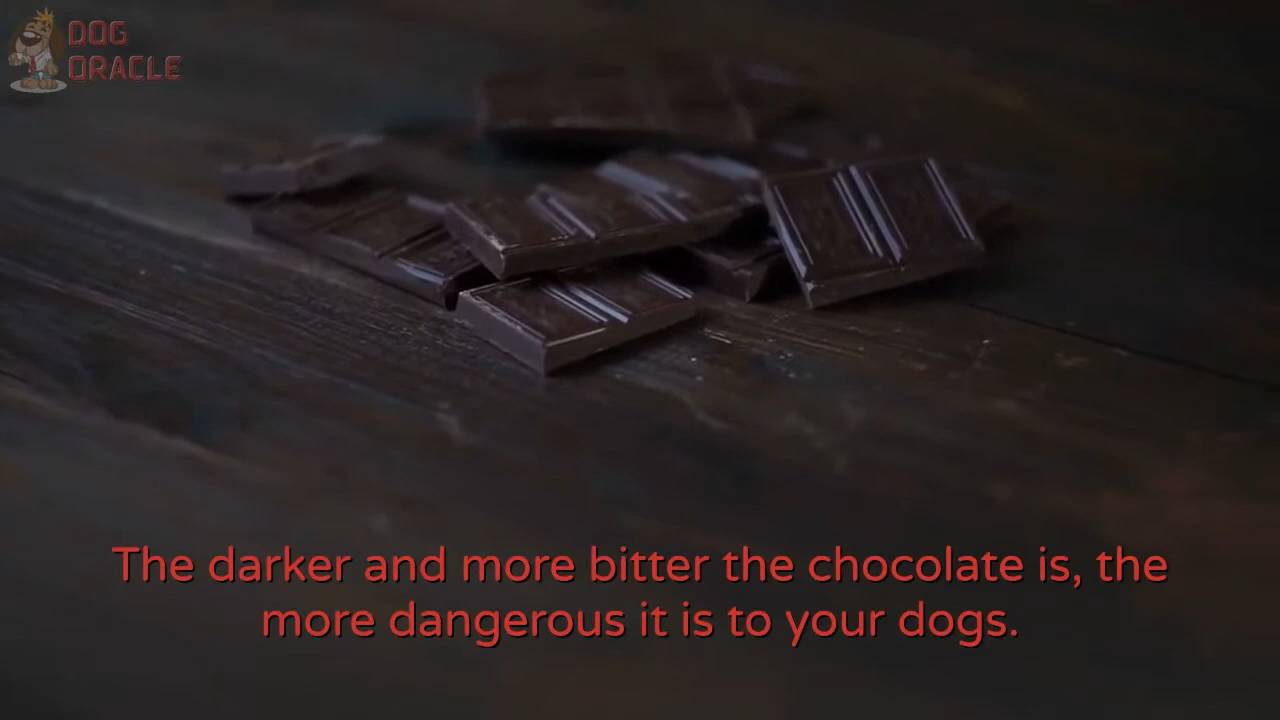 DOG
ORACLE
The darker and more bitter the chocolate is, the
more dangerous it is to your dogs.